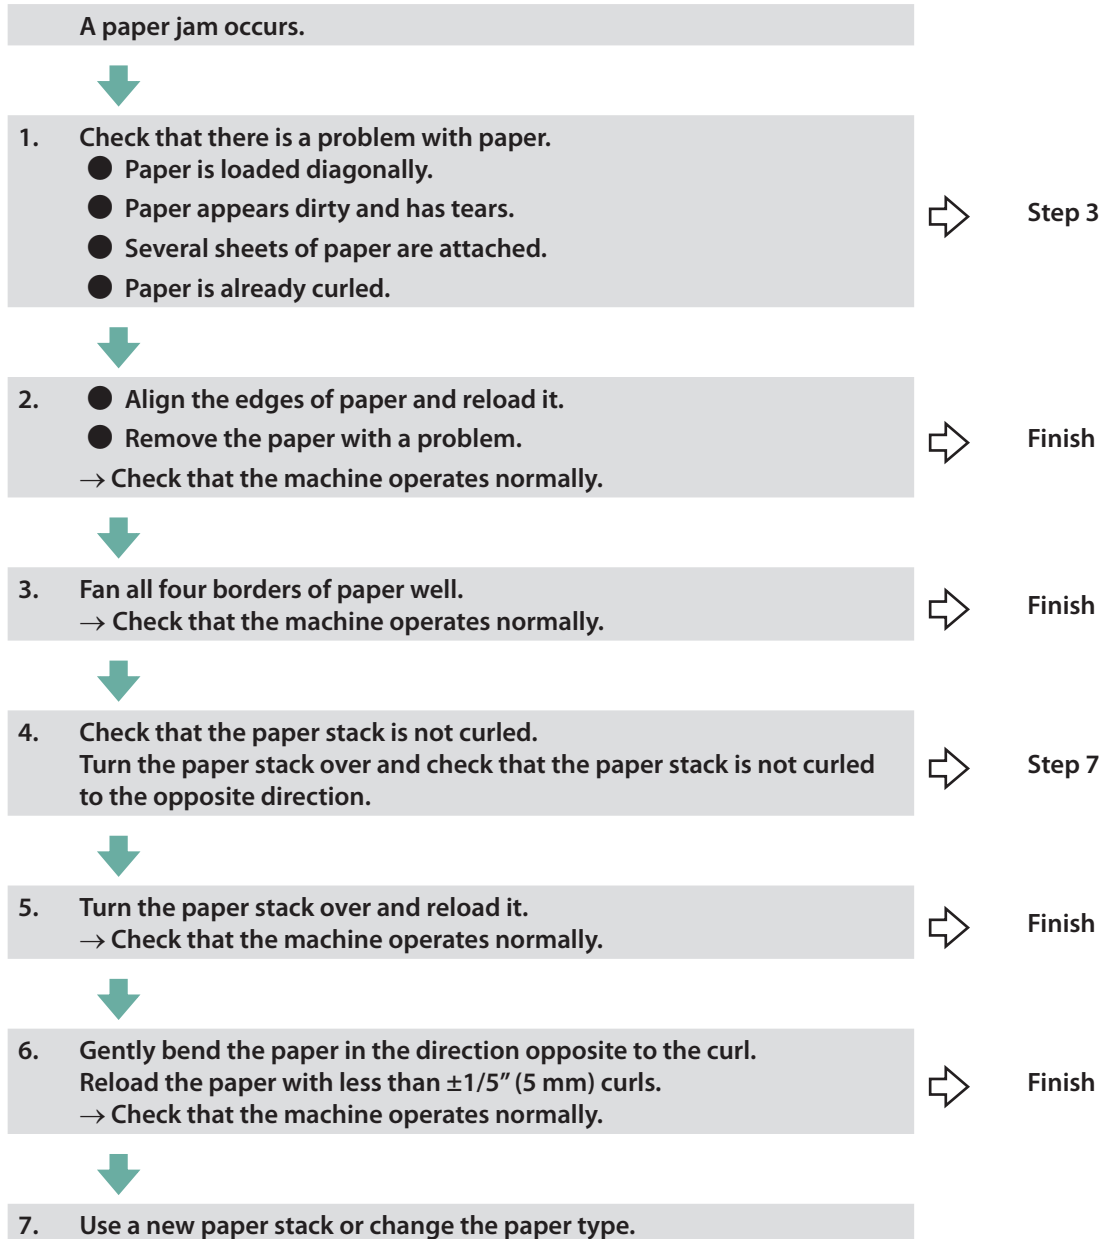 A paper jam occurs.
1. Check that there is a problem with paper.
● Paper is loaded diagonally.
● Paper appears dirty and has tears.
● Several sheets of paper are attached.
● Paper is already curled.
Step 3
2. ● Align the edges of paper and reload it.
● Remove the paper with a problem.
→ Check that the machine operates normally.
Finish
3. Fan all four borders of paper well.
→ Check that the machine operates normally.
Finish
4. Check that the paper stack is not curled.
Turn the paper stack over and check that the paper stack is not curled
to the opposite direction.
Step 7
5. Turn the paper stack over and reload it.
→ Check that the machine operates normally.
Finish
6. Gently bend the paper in the direction opposite to the curl.
Reload the paper with less than ±1/5” (5 mm) curls.
→ Check that the machine operates normally.
Finish
7. Use a new paper stack or change the paper type.